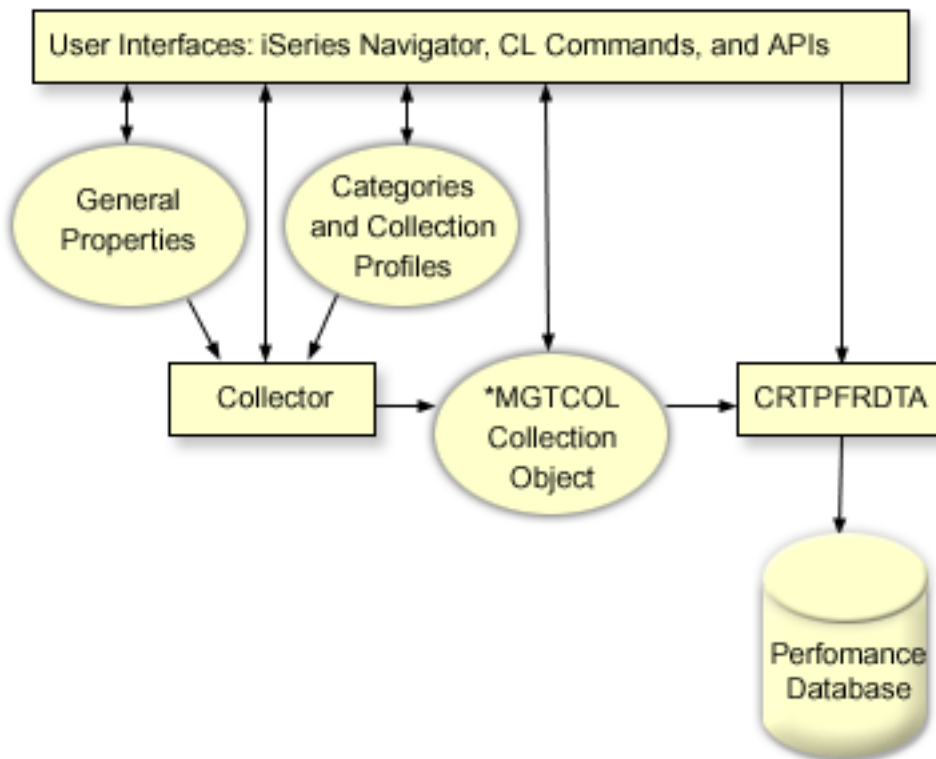 User Interfaces: iSeries Navigator, CL Commands, and APIs
General
Properties
Categories
and Collection
Profiles
Collector
*MGTCOL
Collection
Object
CRTPFRDTA
Perfomance
Database